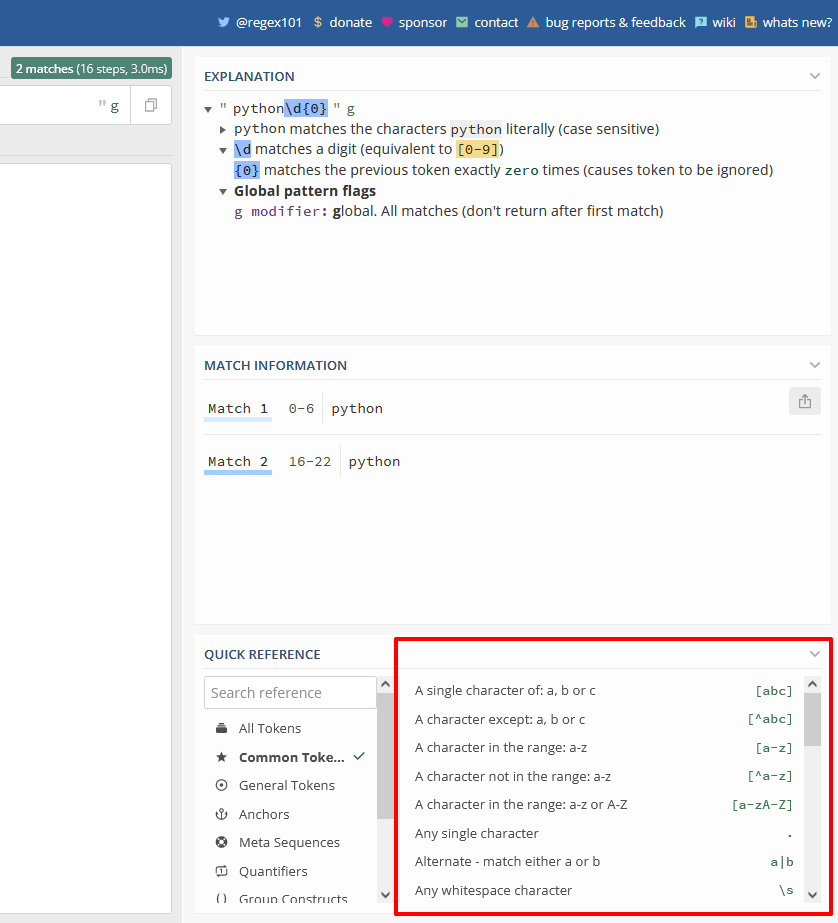 @regex101 $ donate sponsor contact bug reports & feedback wiki whats new?
2 matches (16 steps, 3.0ms)
" g
EXPLANATION
" python\d{0} " g
python matches the characters python literally (case sensitive)
\d matches a digit (equivalent to [0-9])
{0} matches the previous token exactly zero times (causes token to be ignored)
Global pattern flags
g modifier: global. All matches (don't return after first match)
MATCH INFORMATION
Match 1 0-6 python
Match 2 16-22 python
QUICK REFERENCE
Search reference
All Tokens
Common Toke...
General Tokens
Anchors
Meta Sequences
Quantifiers
Group Constructs
A single character of: a, b or c [abc]
A character except: a, b or c [^abc]
A character in the range: a-z [a-z]
A character not in the range: a-z [^a-z]
A character in the range: a-z or A-Z [a-zA-Z]
Any single character .
Alternate - match either a or b a|b
Any whitespace character \s